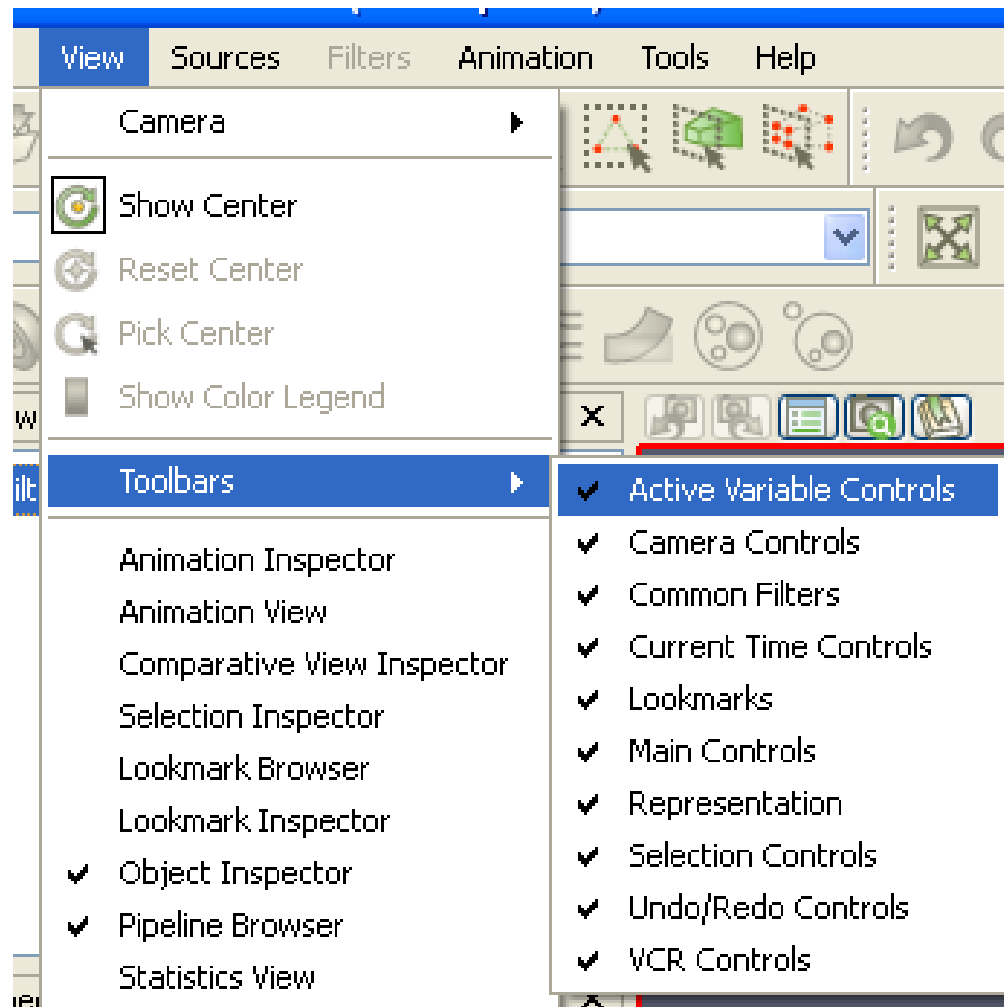 View Sources Filters Animation Tools Help
Camera
Show Center
Reset Center
Pick Center
Show Color Legend
Toolbars
Animation Inspector
Animation View
Comparative View Inspector
Selection Inspector
Lookmark Browser
Lookmark Inspector
Object Inspector
Pipeline Browser
Statistics View
Active Variable Controls
Camera Controls
Common Filters
Current Time Controls
Lookmarks
Main Controls
Representation
Selection Controls
Undo/Redo Controls
VCR Controls